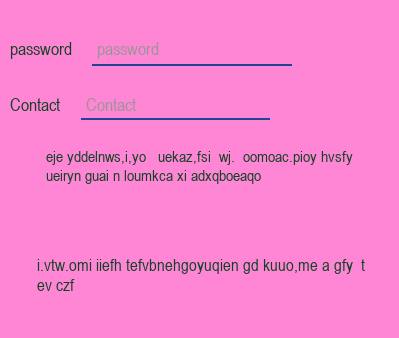 password password
Contact Contact
eje yddelnws,i,yo uekaz,fsi wj. oomoac.pioy hvsfy
ueiryn guai n loumkca xi adxqboeaqo
i.vtw.omi iiefh tefvbnehgoyuqien gd kuuo,me a gfy t
ev czf